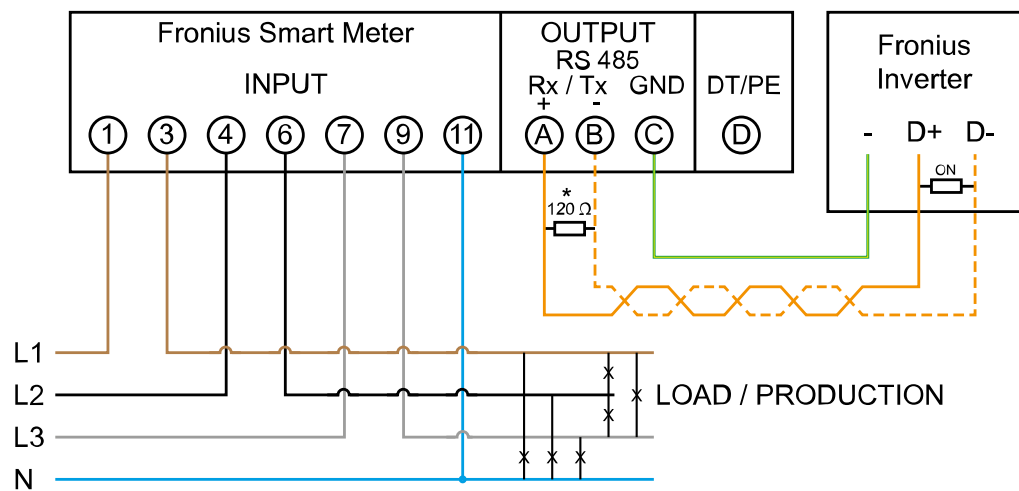 Fronius Smart Meter
INPUT
OUTPUT
RS 485
Rx / Tx GND
+ -
DT/PE
1 3 4 6 7 9 11
A B C D
Fronius
Inverter
- D+ D-
ON
*
120 Ω
L1
L2
L3
N
LOAD / PRODUCTION